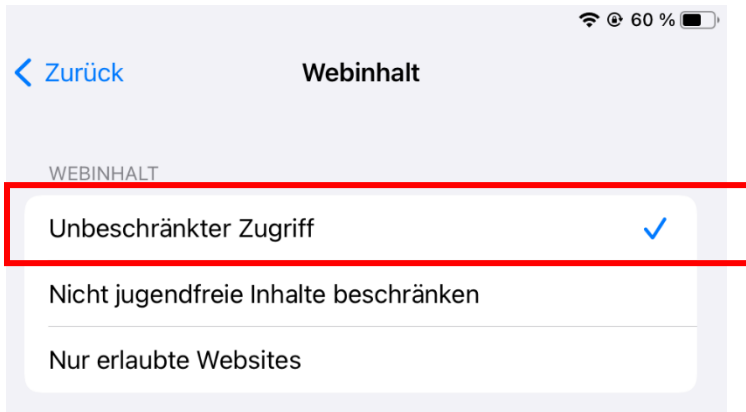 60 %
Zurück
Webinhalt
WEBINHALT
Unbeschränkter Zugriff
Nicht jugendfreie Inhalte beschränken
Nur erlaubte Websites